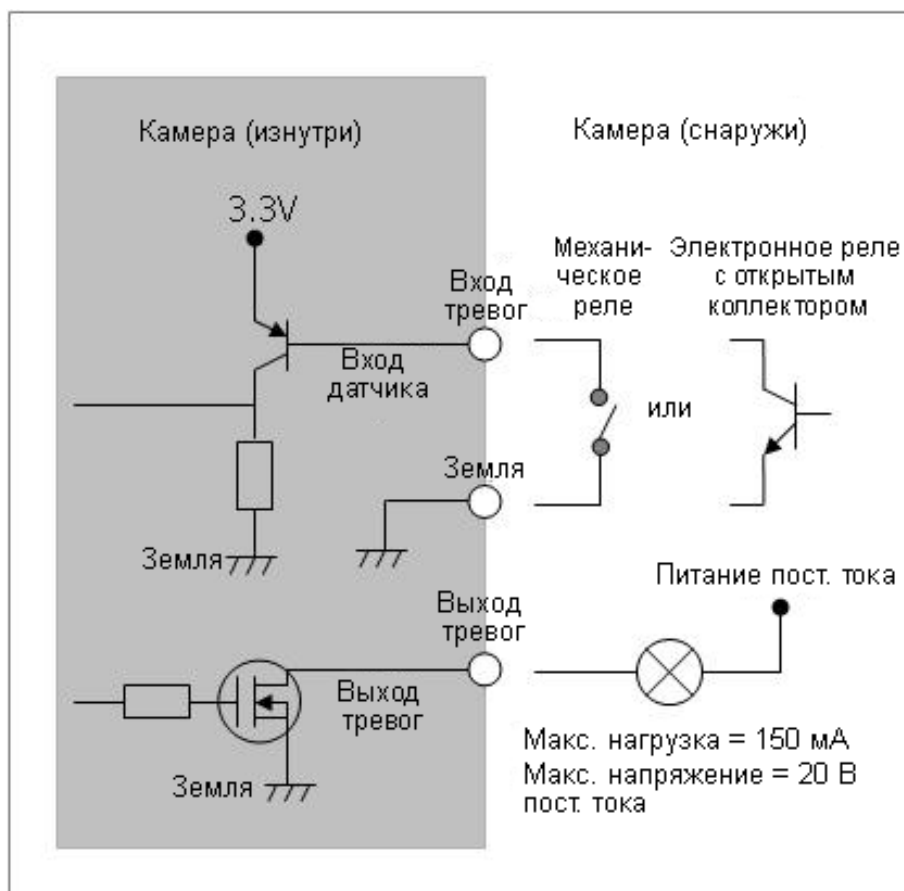 Камера (изнутри)
Камера (снаружи)
3.3V
Вход
тревог
Механи-
ческое
реле
Электронное реле
с открытым
коллектором
Вход
датчика
или
Земля
Земля
Питание пост. тока
Выход
тревог
Выход
тревог
Земля
Макс. нагрузка = 150 мА
Макс. напряжение = 20 В
пост. тока